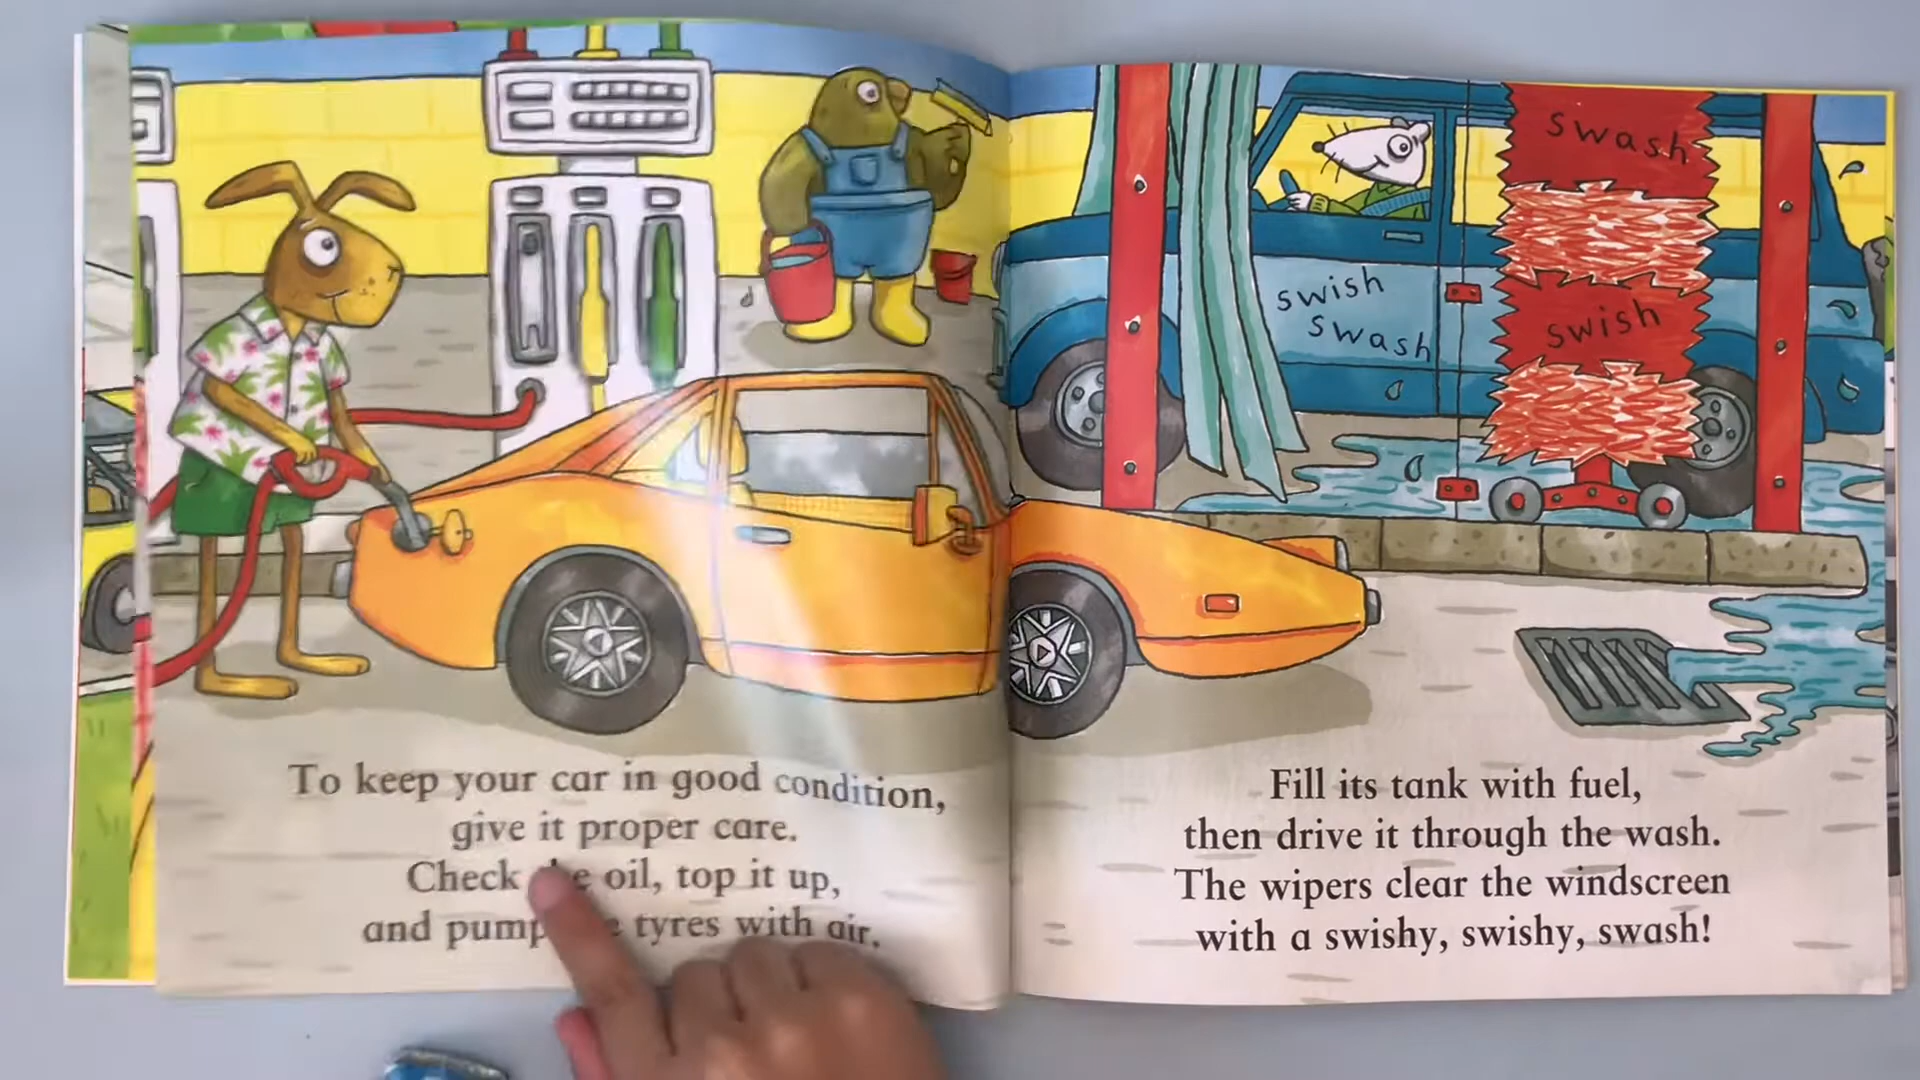 To keep your car in good condition,
give it proper care.
Check the oil, top it up,
and pump tyres with air.
swash
swish
swish
swash
Fill its tank with fuel,
then drive it through the wash.
The wipers clear the windscreen
with a swishy, swishy, swash!